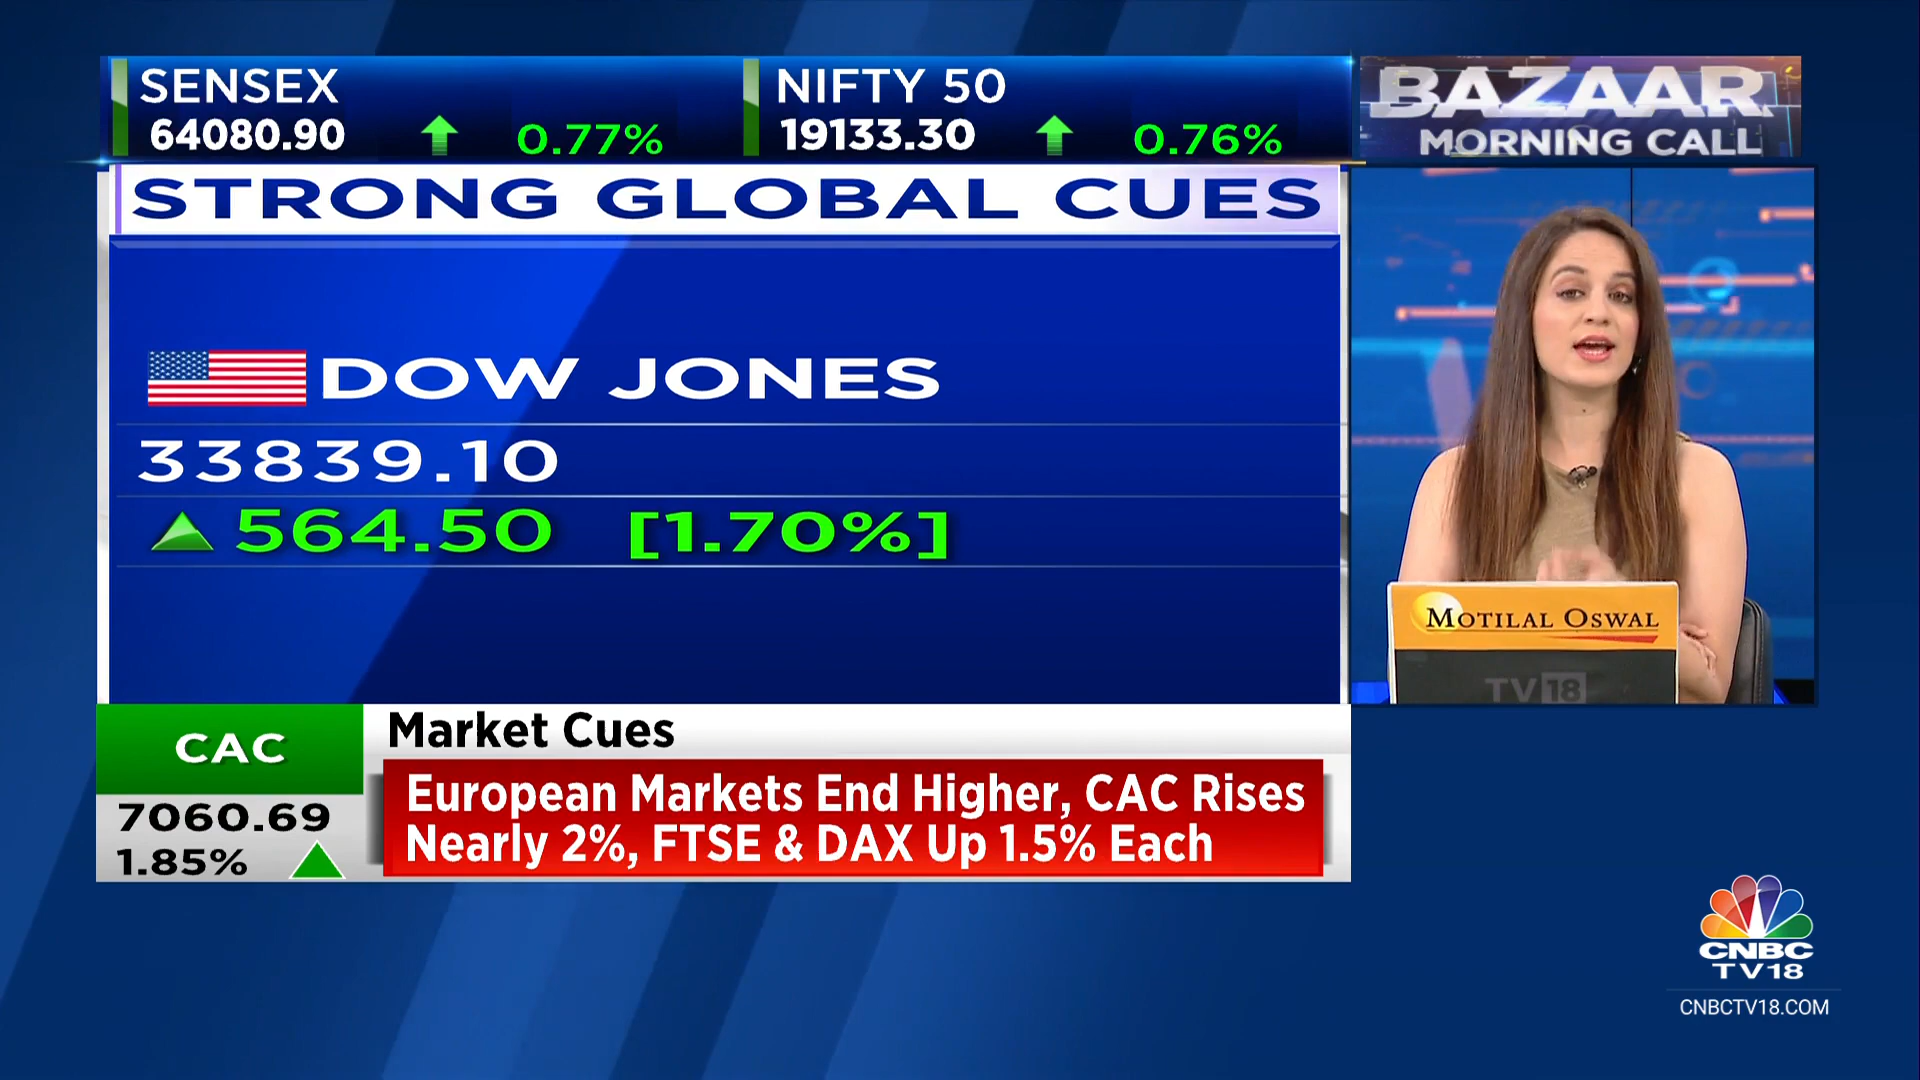 SENSEX
64080.90 0.77%
NIFTY 50
19133.30 0.76%
BAZAAR
MORNING CALL
STRONG GLOBAL CUES
DOW JONES
33839.10
564.50 [1.70%]
MOTILAL OSWAL
TV18
CAC
7060.69
1.85%
Market Cues
European Markets End Higher, CAC Rises
Nearly 2%, FTSE & DAX Up 1.5% Each
CNBC
TV18
CNBCTV18.COM